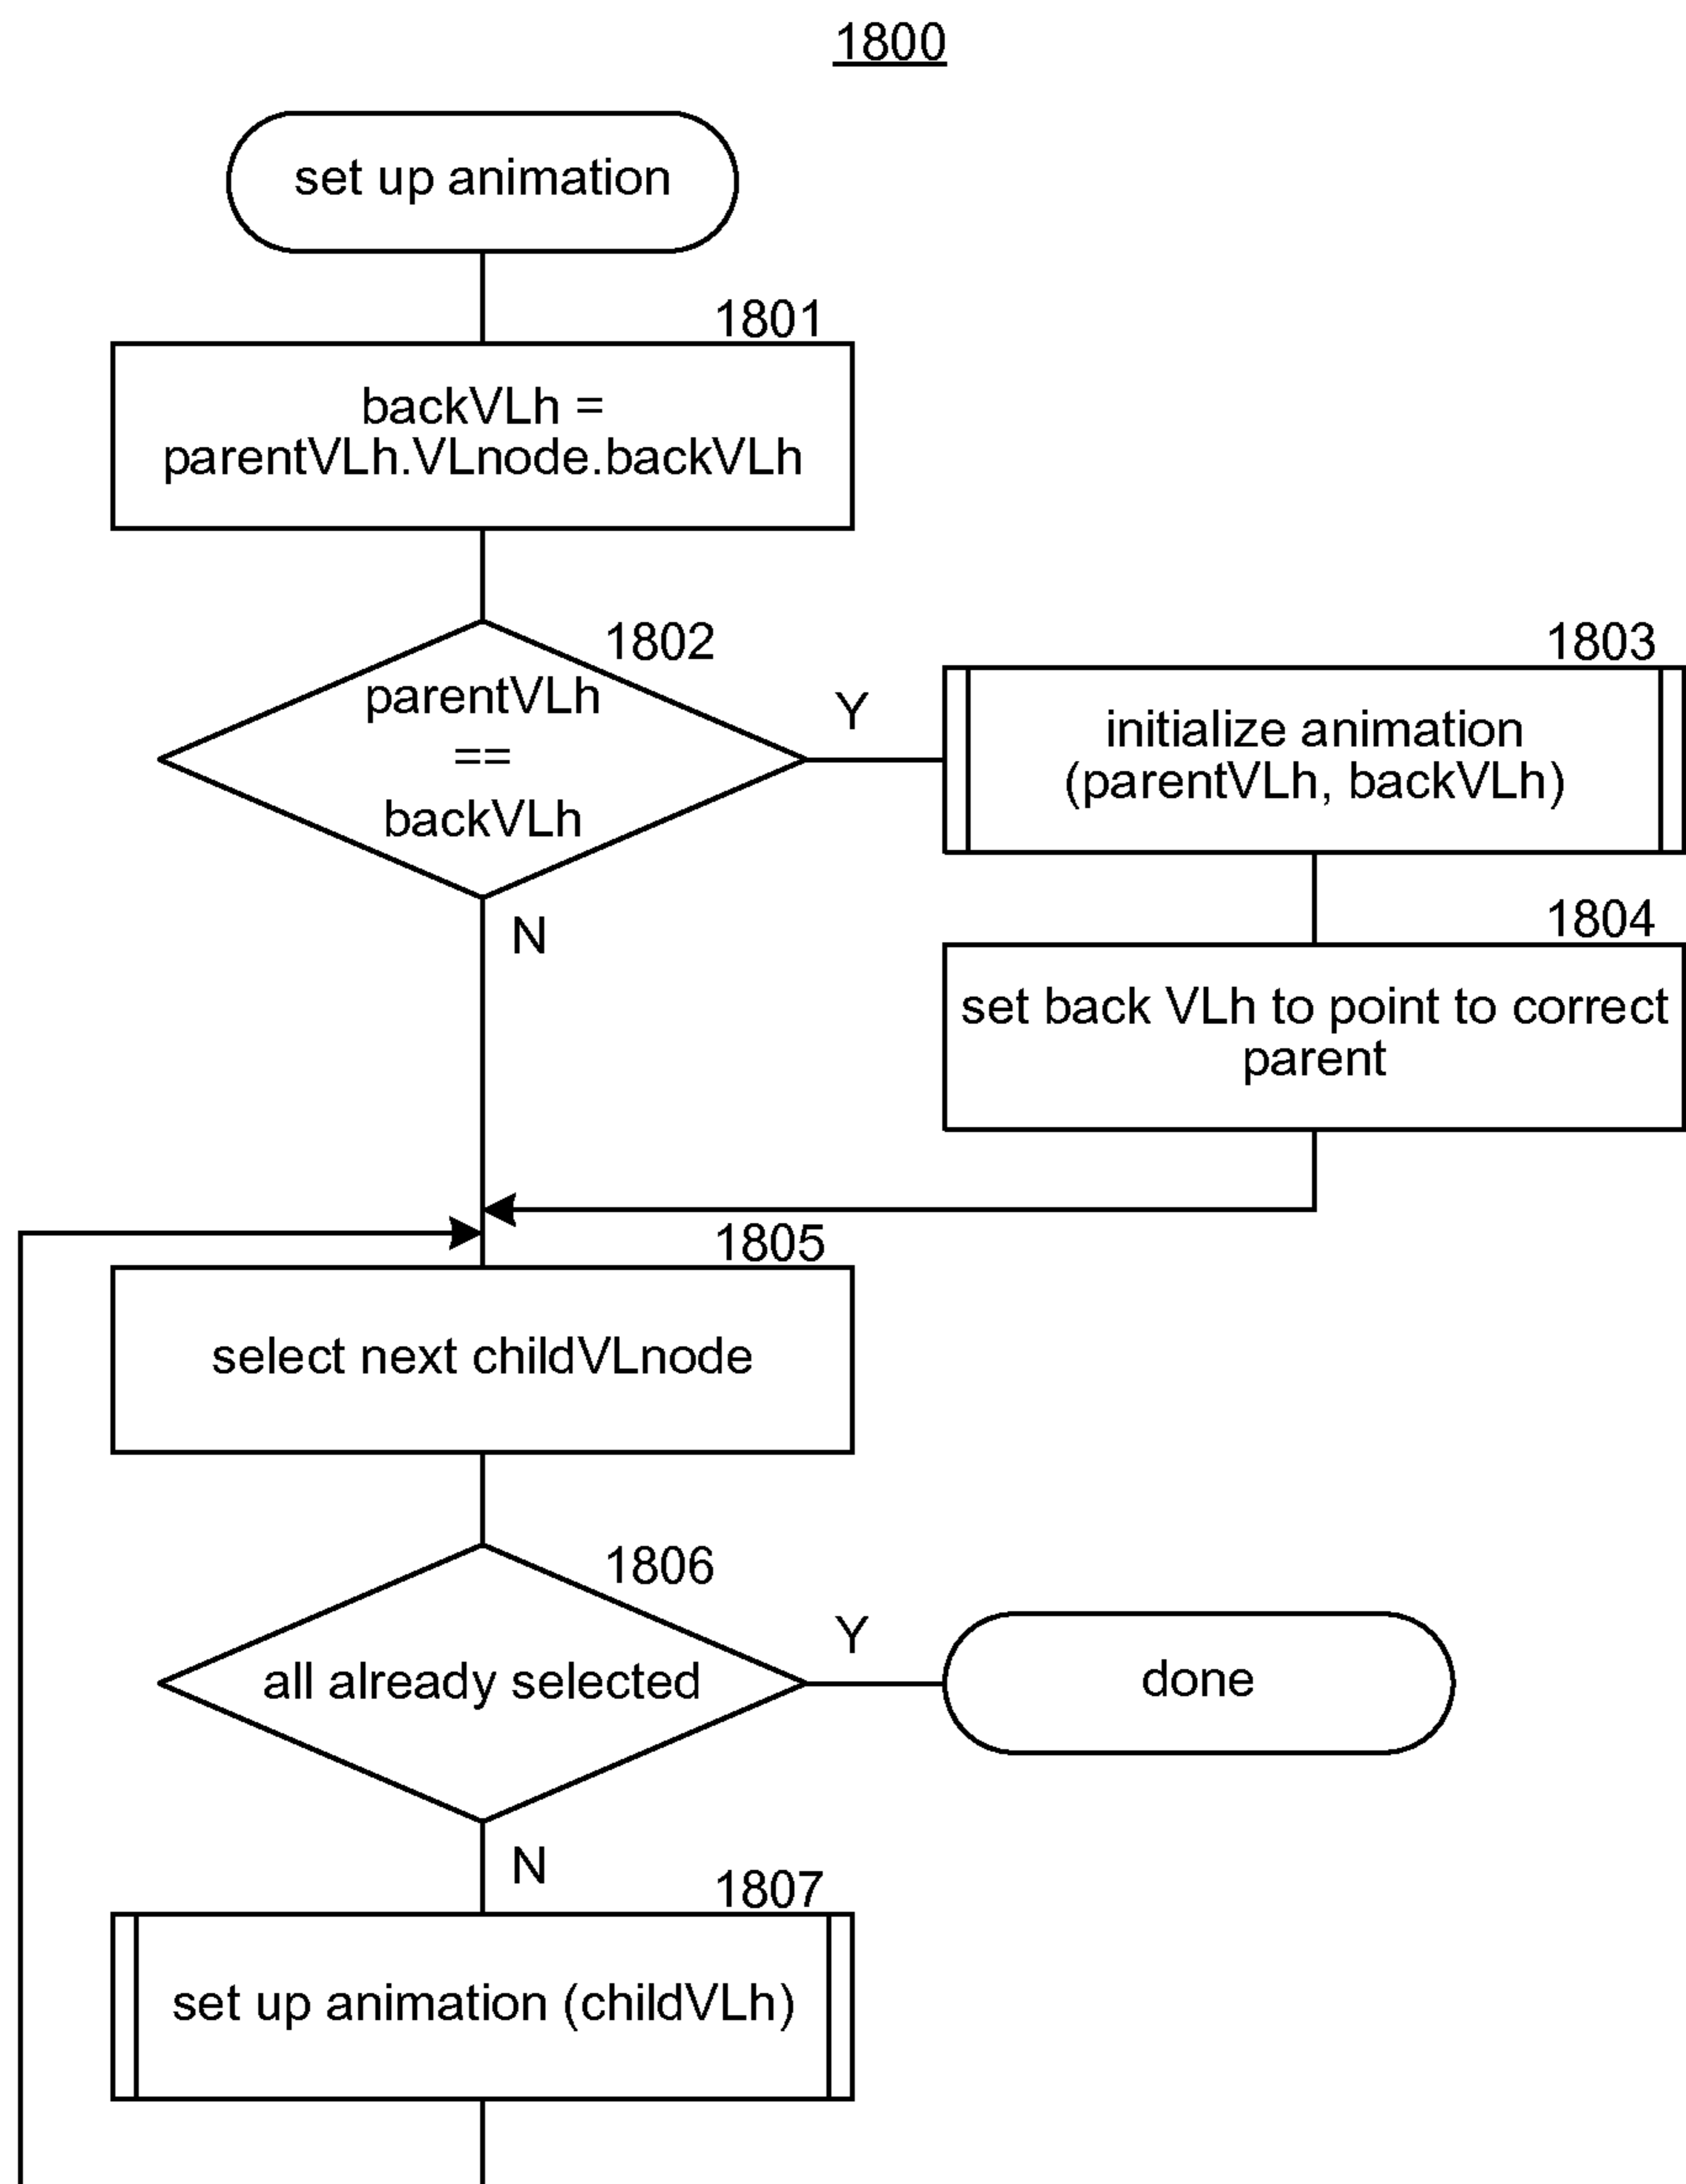 1800
set up animation
1801
backVLh =
parentVLh.VLnode.backVLh
1802
parentVLh
==
backVLh
Y
N
1803
initialize animation
(parentVLh, backVLh)
1804
set back VLh to point to correct
parent
1805
select next childVLnode
1806
all already selected
Y
done
N
1807
set up animation (childVLh)